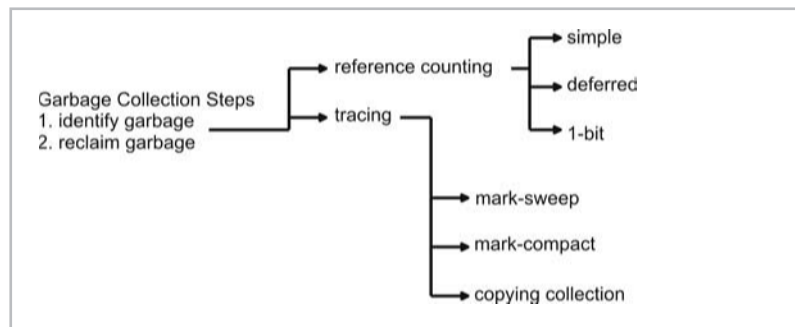 Garbage Collection Steps
1. identify garbage
2. reclaim garbage
reference counting
tracing
simple
deferred
1-bit
mark-sweep
mark-compact
copying collection